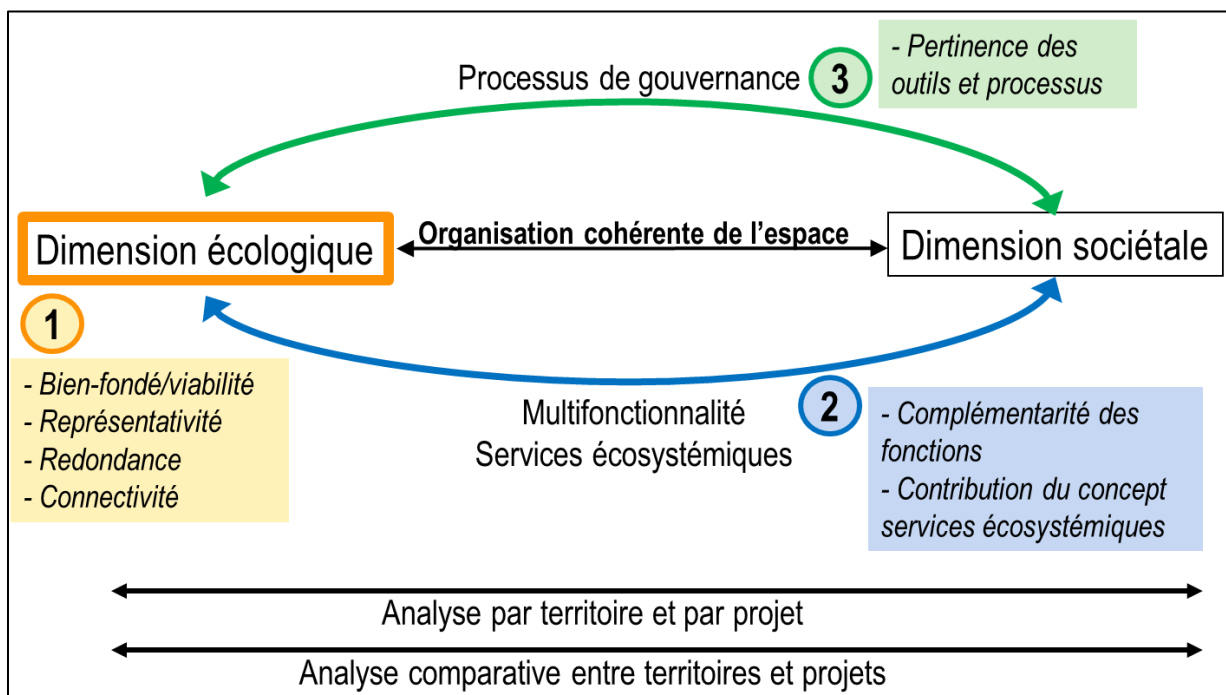 Processus de gouvernance
3
- Pertinence des
outils et processus
Dimension écologique
Organisation cohérente de l’espace
Dimension sociétale
1
- Bien-fondé/viabilité
- Représentativité
- Redondance
- Connectivité
Multifonctionnalité
Services écosystémiques
2
- Complémentarité des
fonctions
- Contribution du concept
services écosystémiques
Analyse par territoire et par projet
Analyse comparative entre territoires et projets